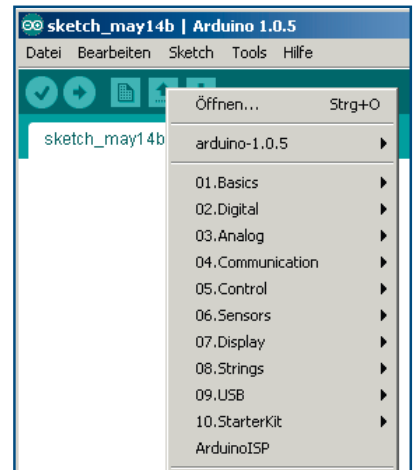 sketch_may14b | Arduino 1.0.5
Datei Bearbeiten Sketch Tools Hilfe
Öffnen... Strg+O
sketch_may14b
arduino-1.0.5
01.Basics
02.Digital
03.Analog
04.Communication
05.Control
06.Sensors
07.Display
08.Strings
09.USB
10.StarterKit
ArduinoISP